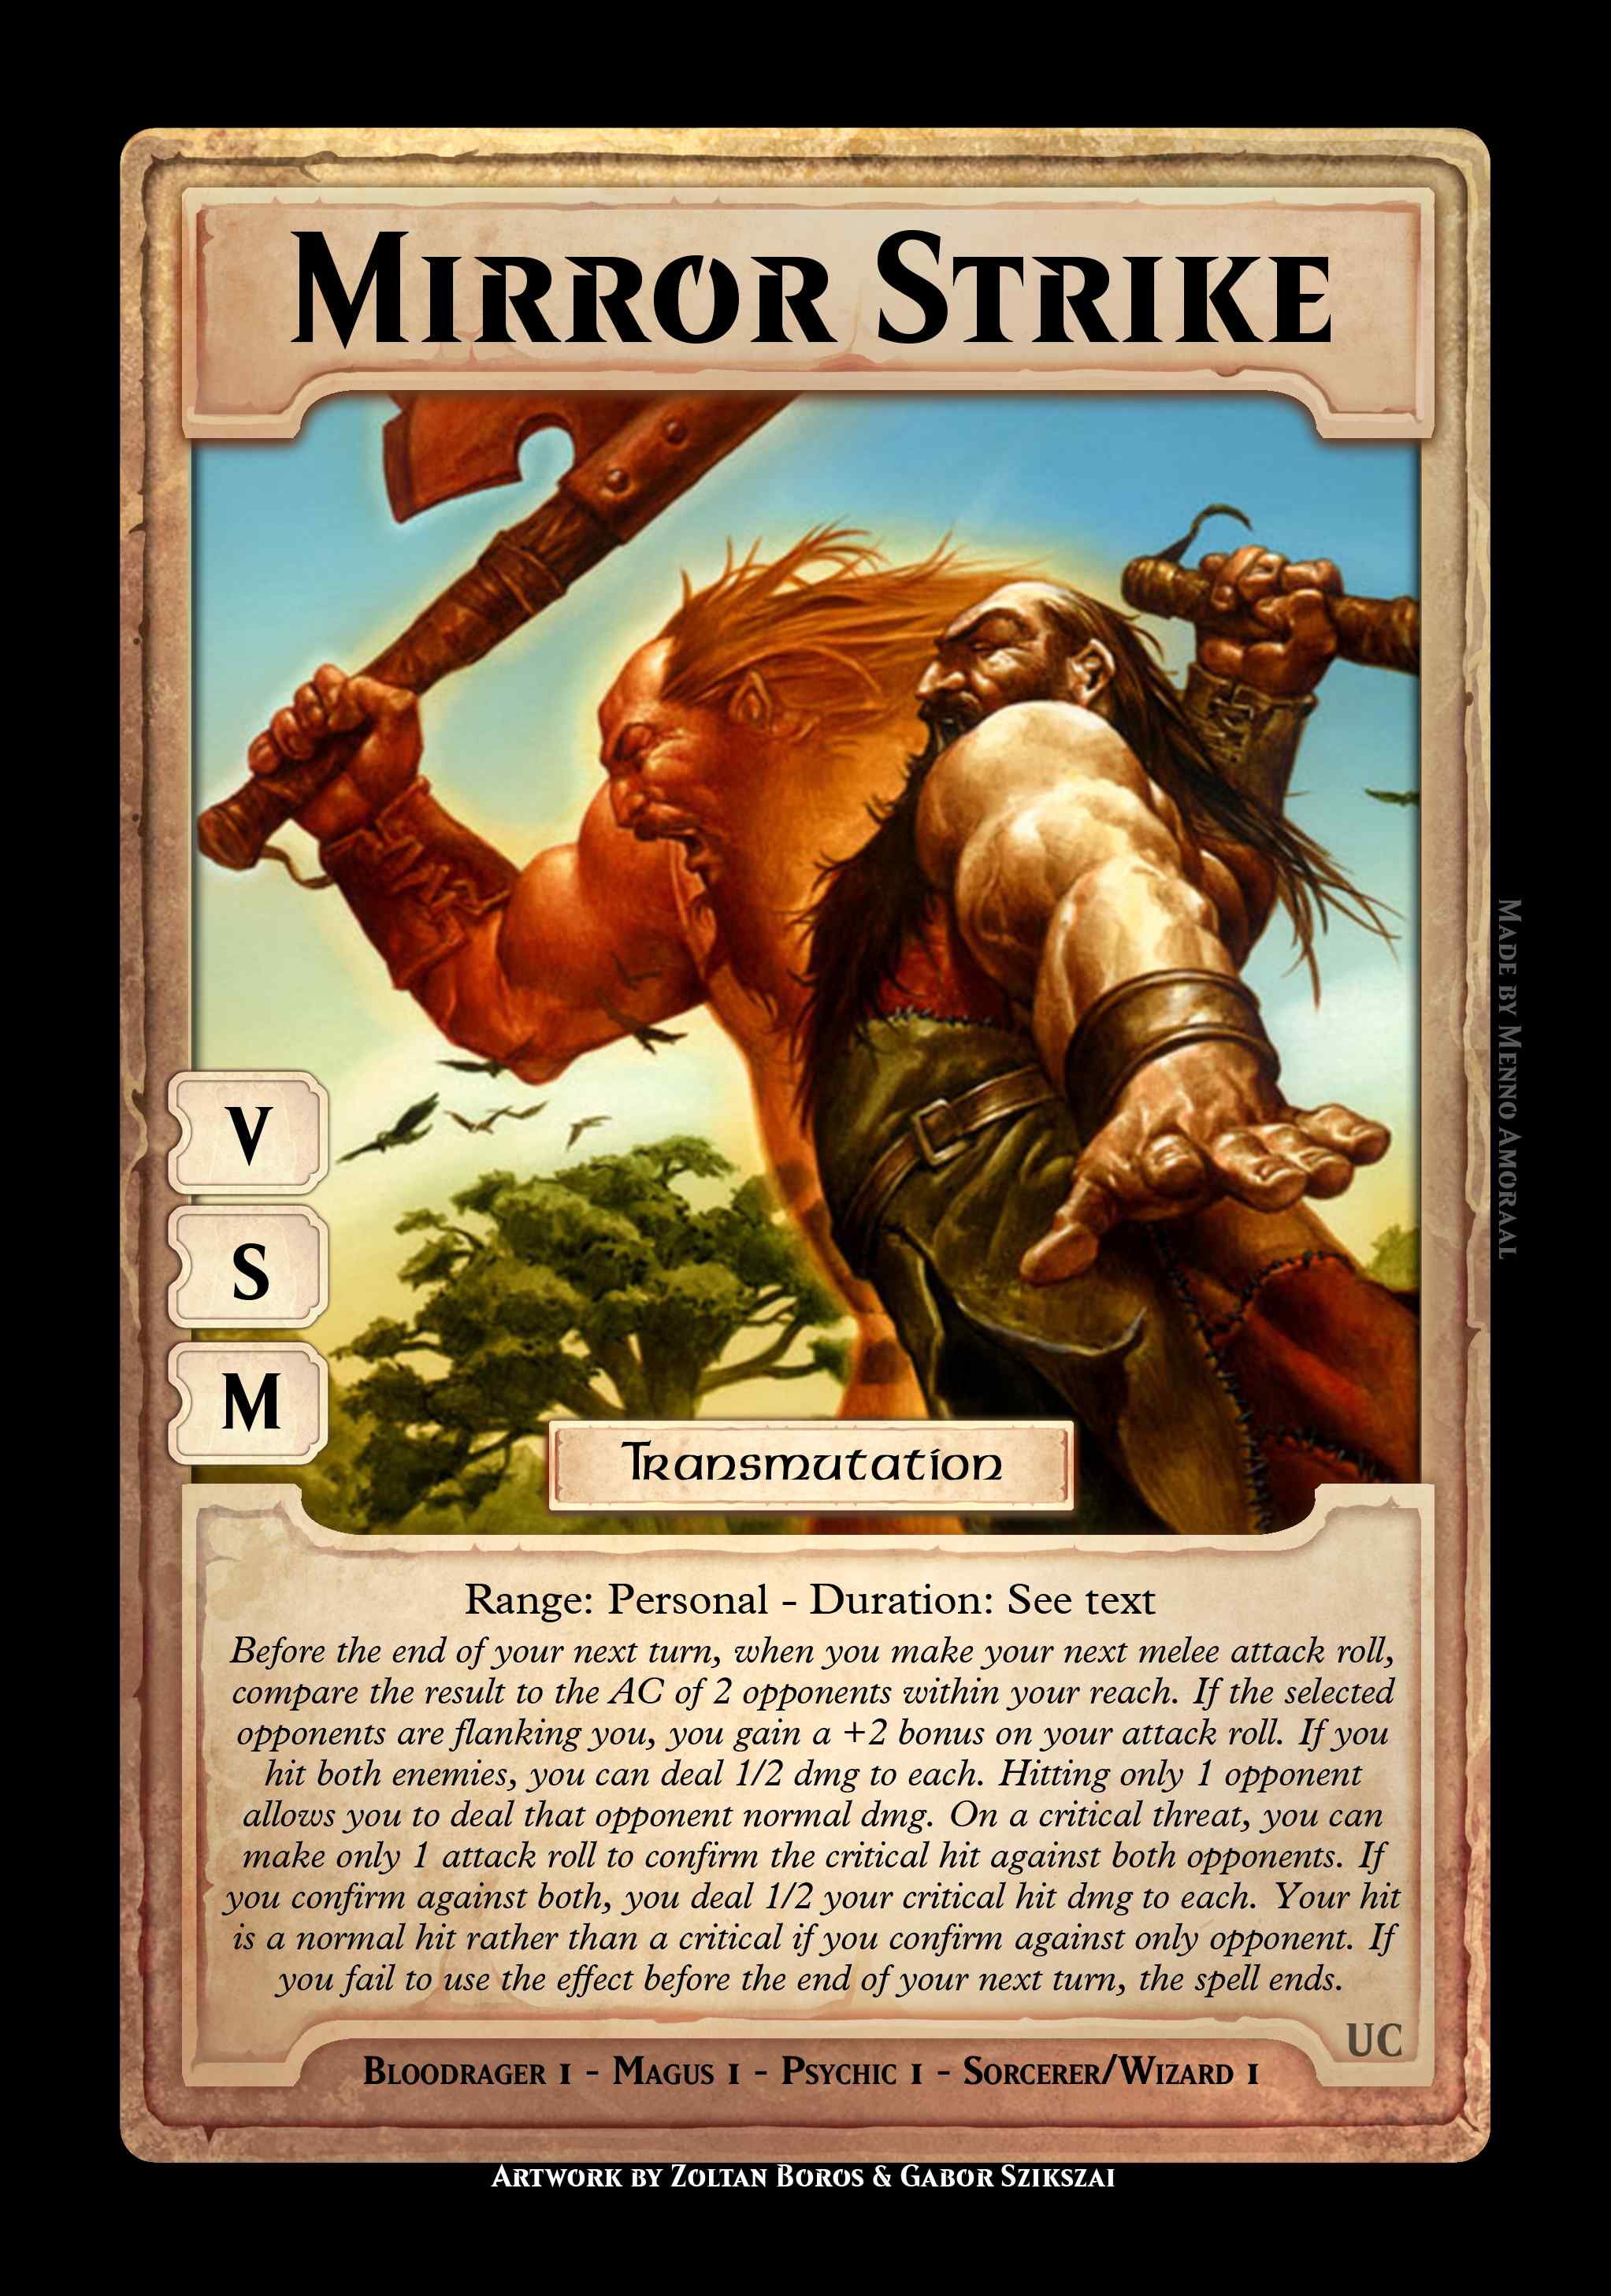 Mirror Strike
V
S
M
Transmutation
Range: Personal - Duration: See text
Before the end of your next turn, when you make your next melee attack roll,
compare the result to the AC of 2 opponents within your reach. If the selected
opponents are flanking you, you gain a +2 bonus on your attack roll. If you
hit both enemies, you can deal 1/2 dmg to each. Hitting only 1 opponent
allows you to deal that opponent normal dmg. On a critical threat, you can
make only 1 attack roll to confirm the critical hit against both opponents. If
you confirm against both, you deal 1/2 your critical hit dmg to each. Your hit
is a normal hit rather than a critical if you confirm against only opponent. If
you fail to use the effect before the end of your next turn, the spell ends.
UC
Bloodrager 1 - Magus 1 - Psychic 1 - Sorcerer/Wizard 1
Artwork by Zoltan Boros & Gabor Szikszai
Made by Menno Amoraal